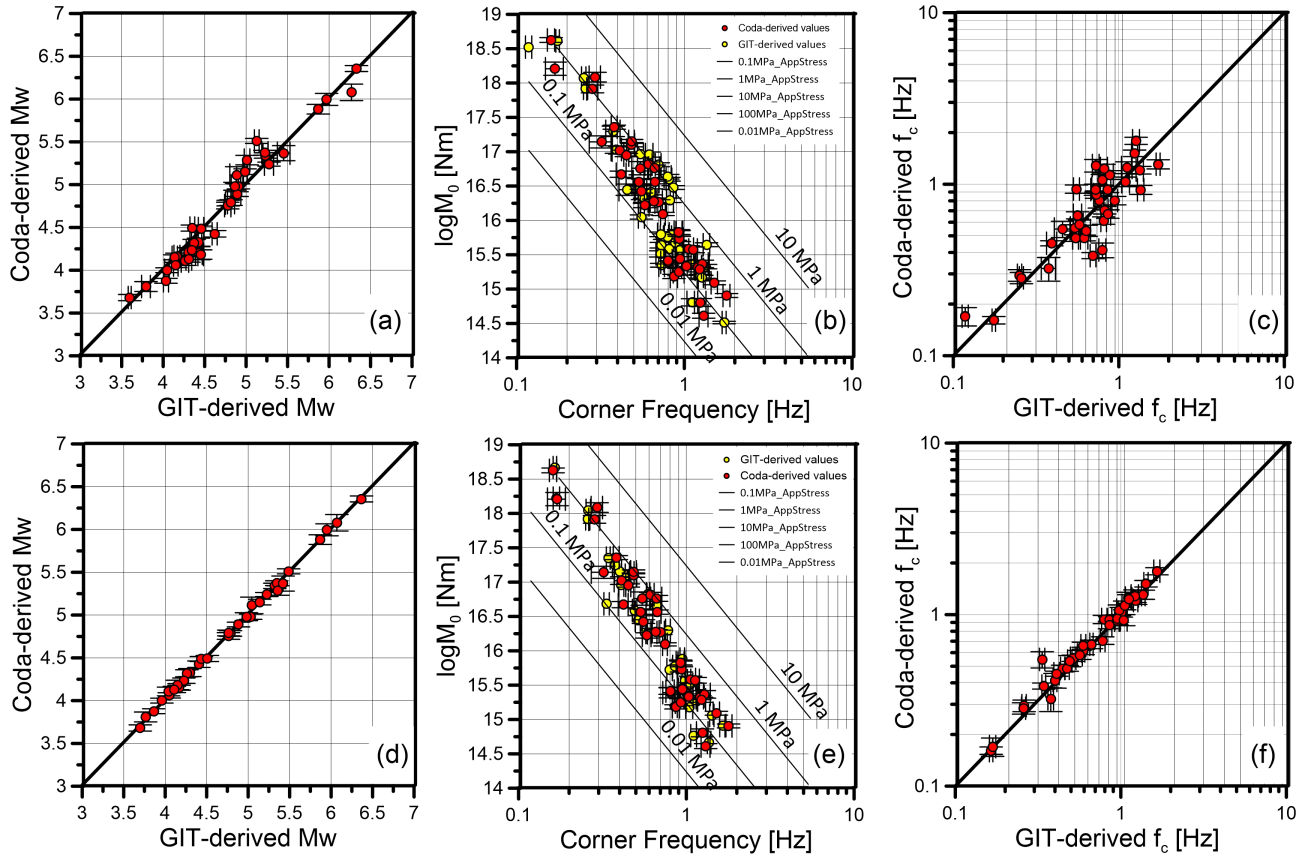 7
6.5
6
5.5
5
4.5
4
3.5
3
Coda-derived Mw
3 3.5 4 4.5 5 5.5 6 6.5 7
GIT-derived Mw
(a)
19
18.5
18
17.5
17
16.5
16
15.5
15
14.5
14
logM0 [Nm]
Coda-derived values
GIT-derived values
0.1MPa_AppStress
1MPa_AppStress
10MPa_AppStress
100MPa_AppStress
0.01MPa_AppStress
0.1 MPa
10 MPa
1 MPa
0.01 MPa
(b)
0.1 1 10
Corner Frequency [Hz]
10
1
0.1
Coda-derived fc [Hz]
(c)
0.1 1 10
GIT-derived fc [Hz]
7
6.5
6
5.5
5
4.5
4
3.5
3
Coda-derived Mw
(d)
3 3.5 4 4.5 5 5.5 6 6.5 7
GIT-derived Mw
19
18.5
18
17.5
17
16.5
16
15.5
15
14.5
14
logM0 [Nm]
GIT-derived values
Coda-derived values
0.1MPa_AppStress
1MPa_AppStress
10MPa_AppStress
100MPa_AppStress
0.01MPa_AppStress
0.1 MPa
10 MPa
1 MPa
0.01 MPa
(e)
0.1 1 10
Corner Frequency [Hz]
10
1
0.1
Coda-derived fc [Hz]
(f)
0.1 1 10
GIT-derived fc [Hz]